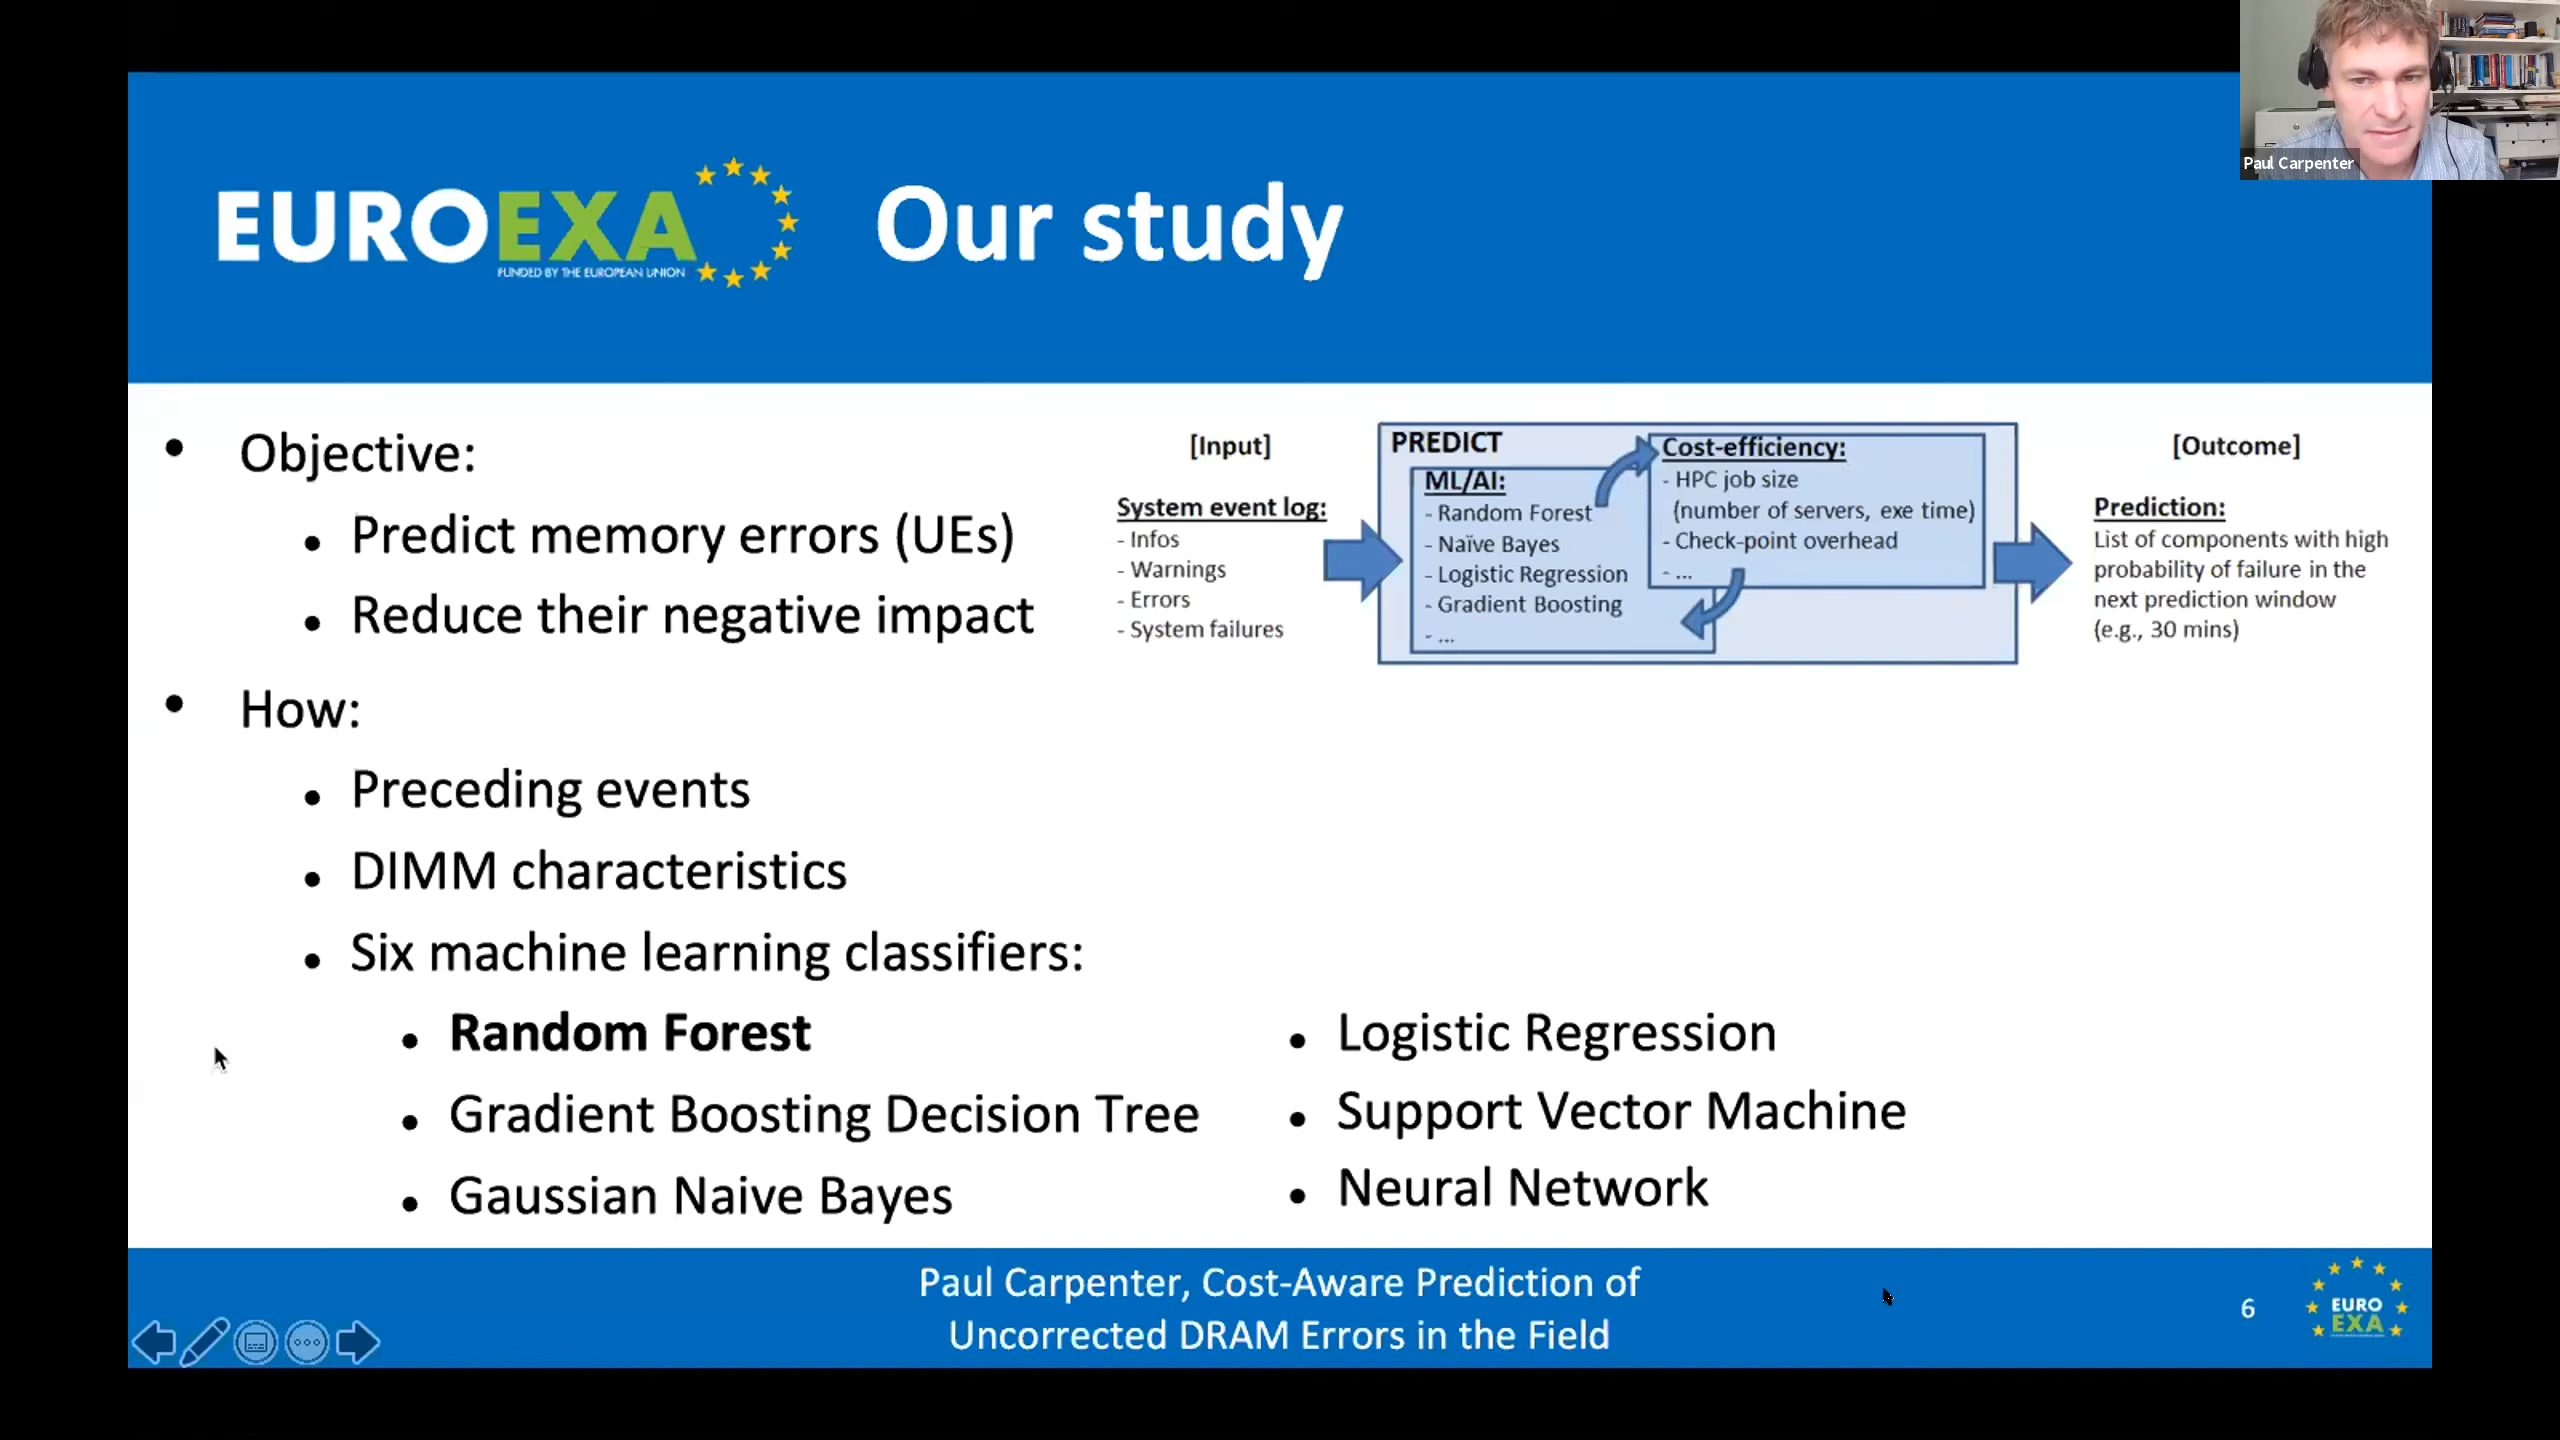 Paul Carpenter
EUROEXA
FUNDED BY THE EUROPEAN UNION
Our study
• Objective:
• Predict memory errors (UEs)
• Reduce their negative impact
• How:
• Preceding events
• DIMM characteristics
• Six machine learning classifiers:
• Random Forest
• Gradient Boosting Decision Tree
• Gaussian Naive Bayes
• Logistic Regression
• Support Vector Machine
• Neural Network
[Input]
System event log:
- Infos
- Warnings
- Errors
- System failures
PREDICT
ML/AI:
- Random Forest
- Naïve Bayes
- Logistic Regression
- Gradient Boosting
- ...
Cost-efficiency:
- HPC job size
(number of servers, exe time)
- Check-point overhead
- ...
[Outcome]
Prediction:
List of components with high
probability of failure in the
next prediction window
(e.g., 30 mins)
Paul Carpenter, Cost-Aware Prediction of
Uncorrected DRAM Errors in the Field
6
EURO
EXA